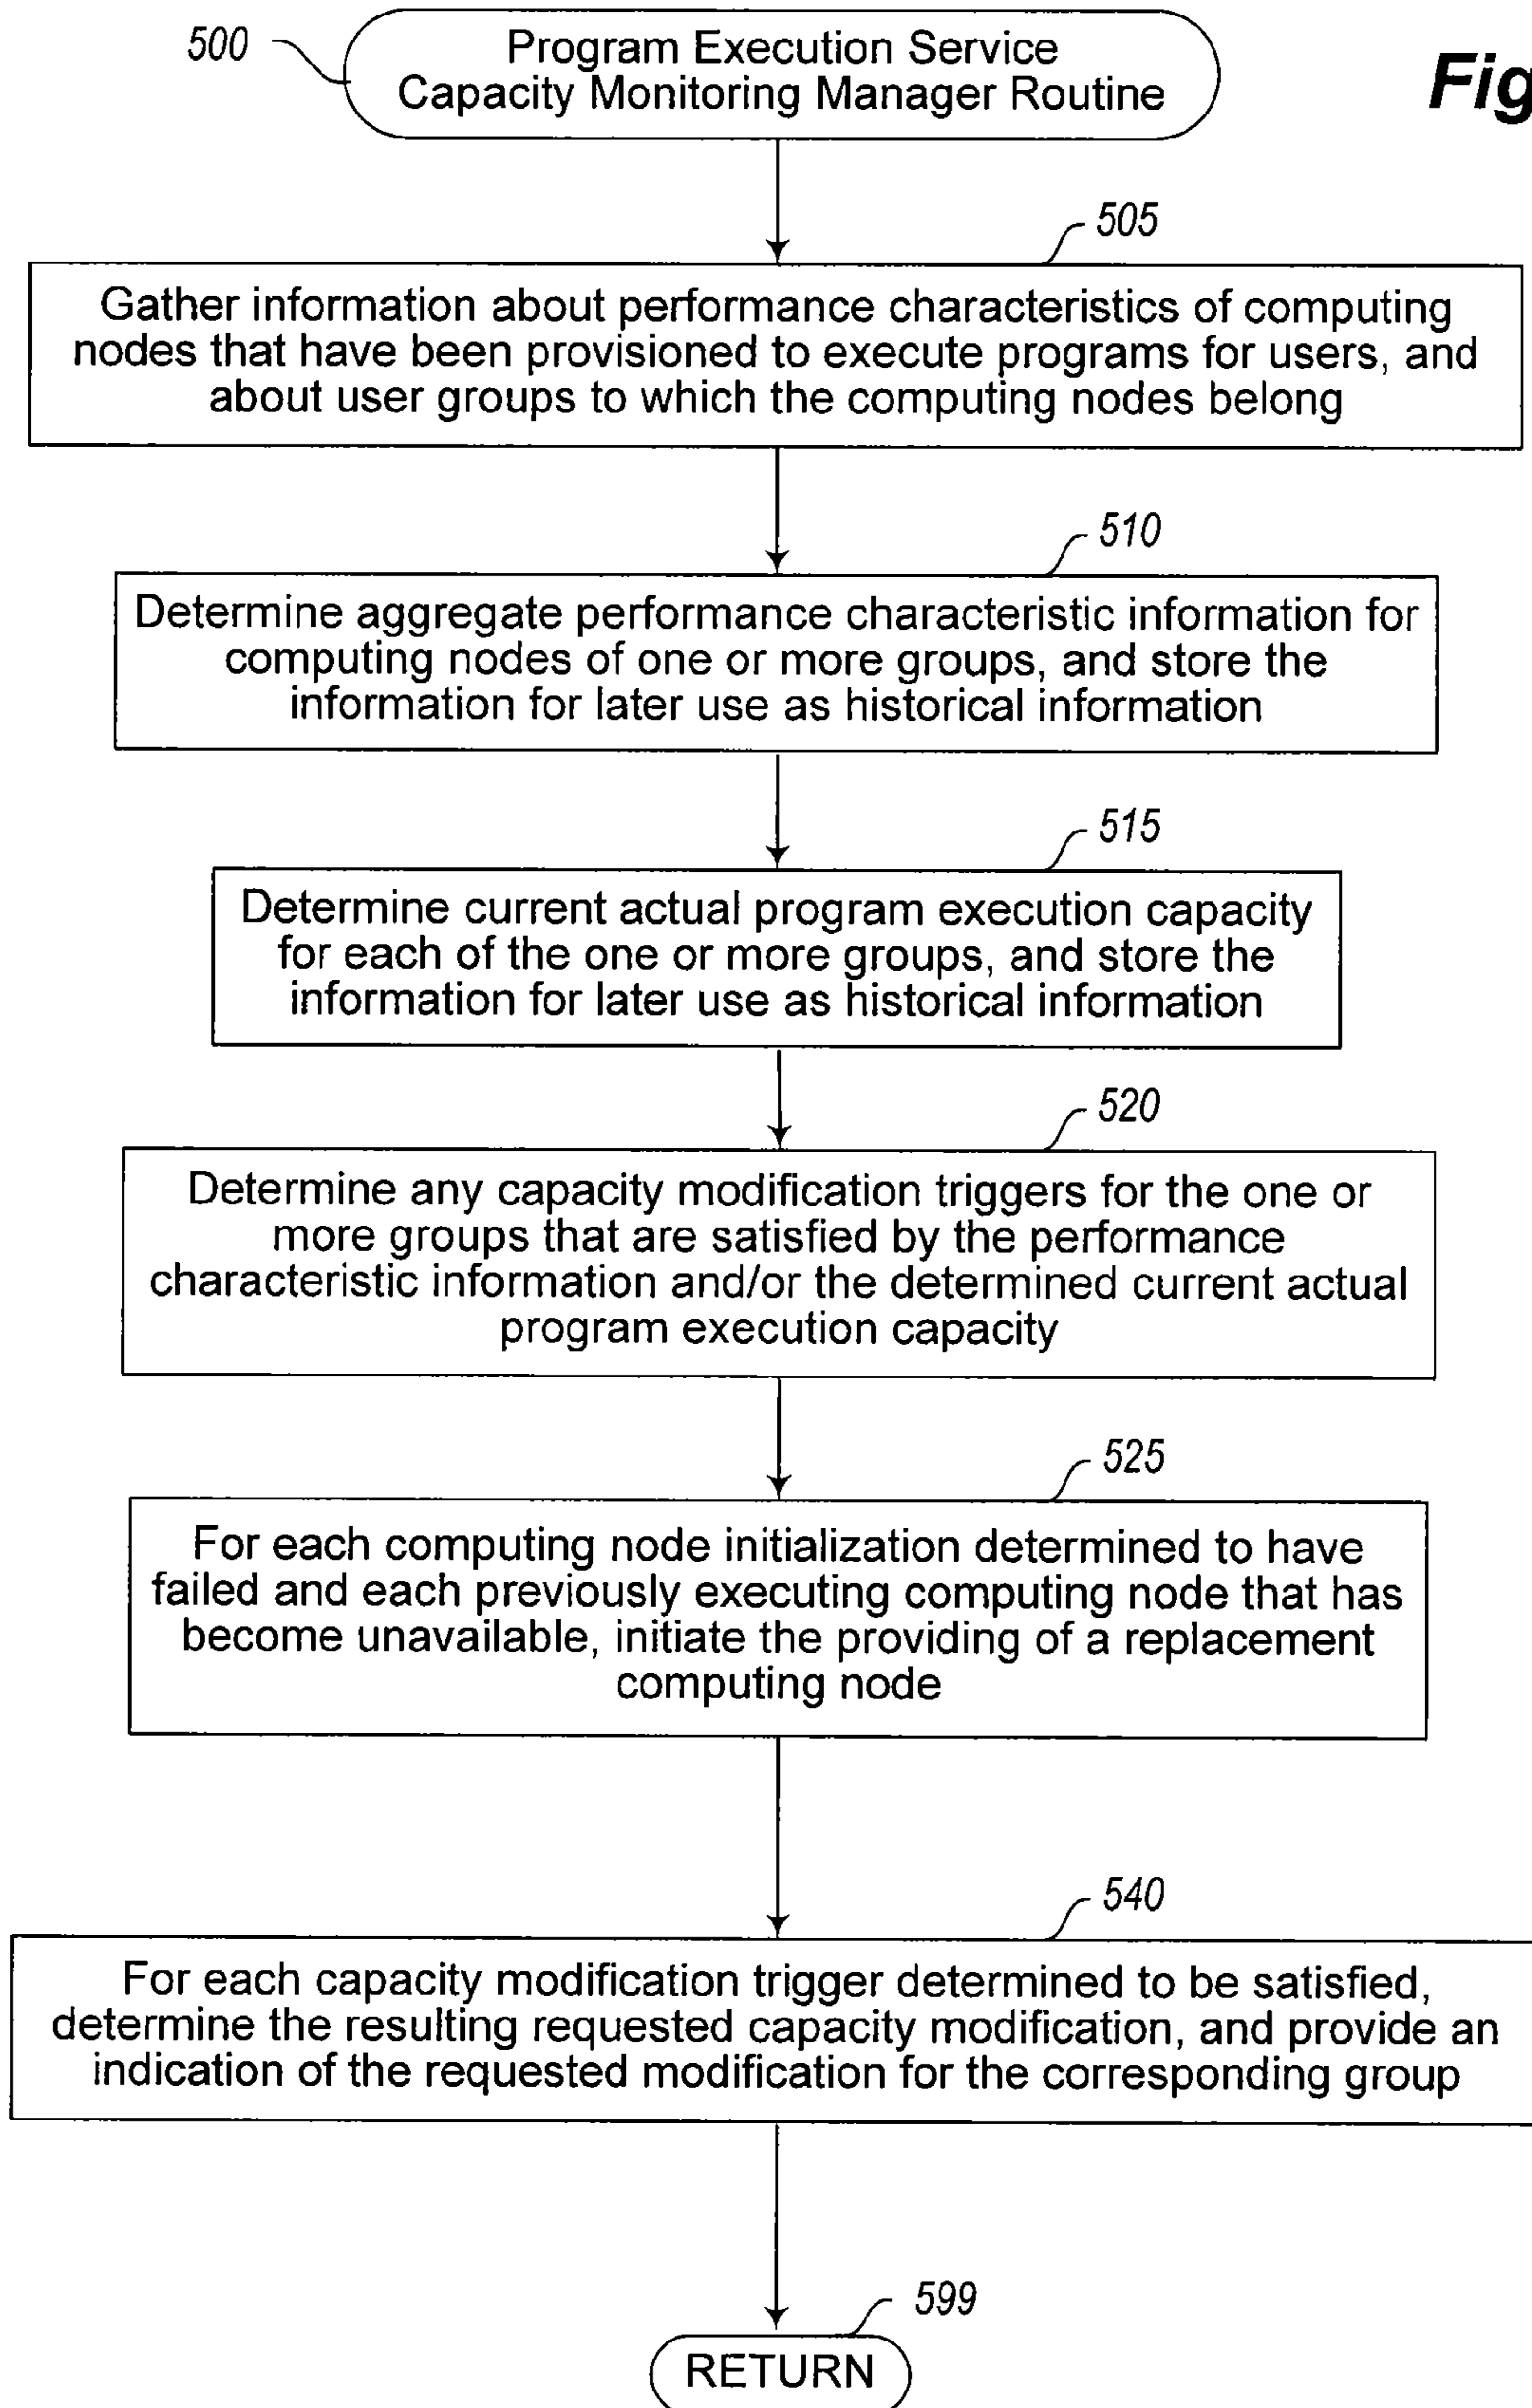 500
Program Execution Service
Capacity Monitoring Manager Routine
Fig
505
Gather information about performance characteristics of computing
nodes that have been provisioned to execute programs for users, and
about user groups to which the computing nodes belong
510
Determine aggregate performance characteristic information for
computing nodes of one or more groups, and store the
information for later use as historical information
515
Determine current actual program execution capacity
for each of the one or more groups, and store the
information for later use as historical information
520
Determine any capacity modification triggers for the one or
more groups that are satisfied by the performance
characteristic information and/or the determined current actual
program execution capacity
525
For each computing node initialization determined to have
failed and each previously executing computing node that has
become unavailable, initiate the providing of a replacement
computing node
540
For each capacity modification trigger determined to be satisfied,
determine the resulting requested capacity modification, and provide an
indication of the requested modification for the corresponding group
599
RETURN